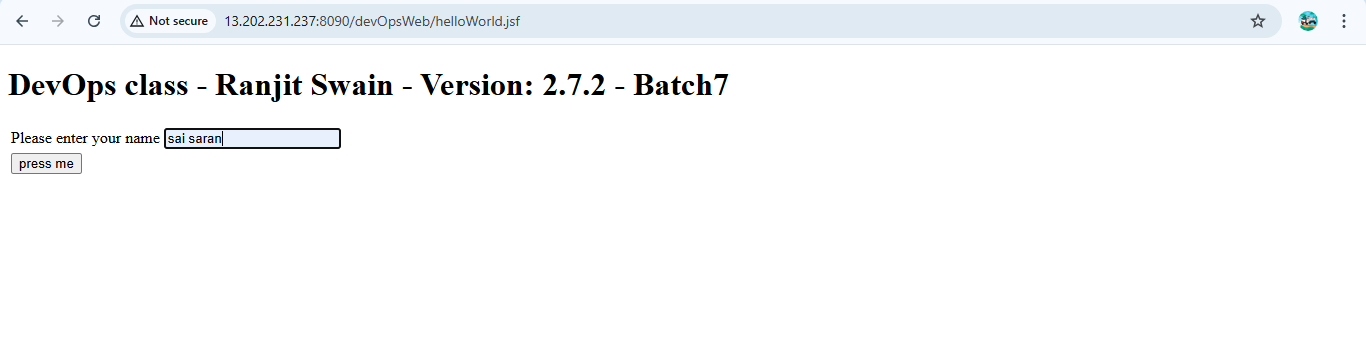 Not secure 13.202.231.237:8090/devOpsWeb/helloWorld.jsf
DevOps class - Ranjit Swain - Version: 2.7.2 - Batch7
Please enter your name sai saran
press me